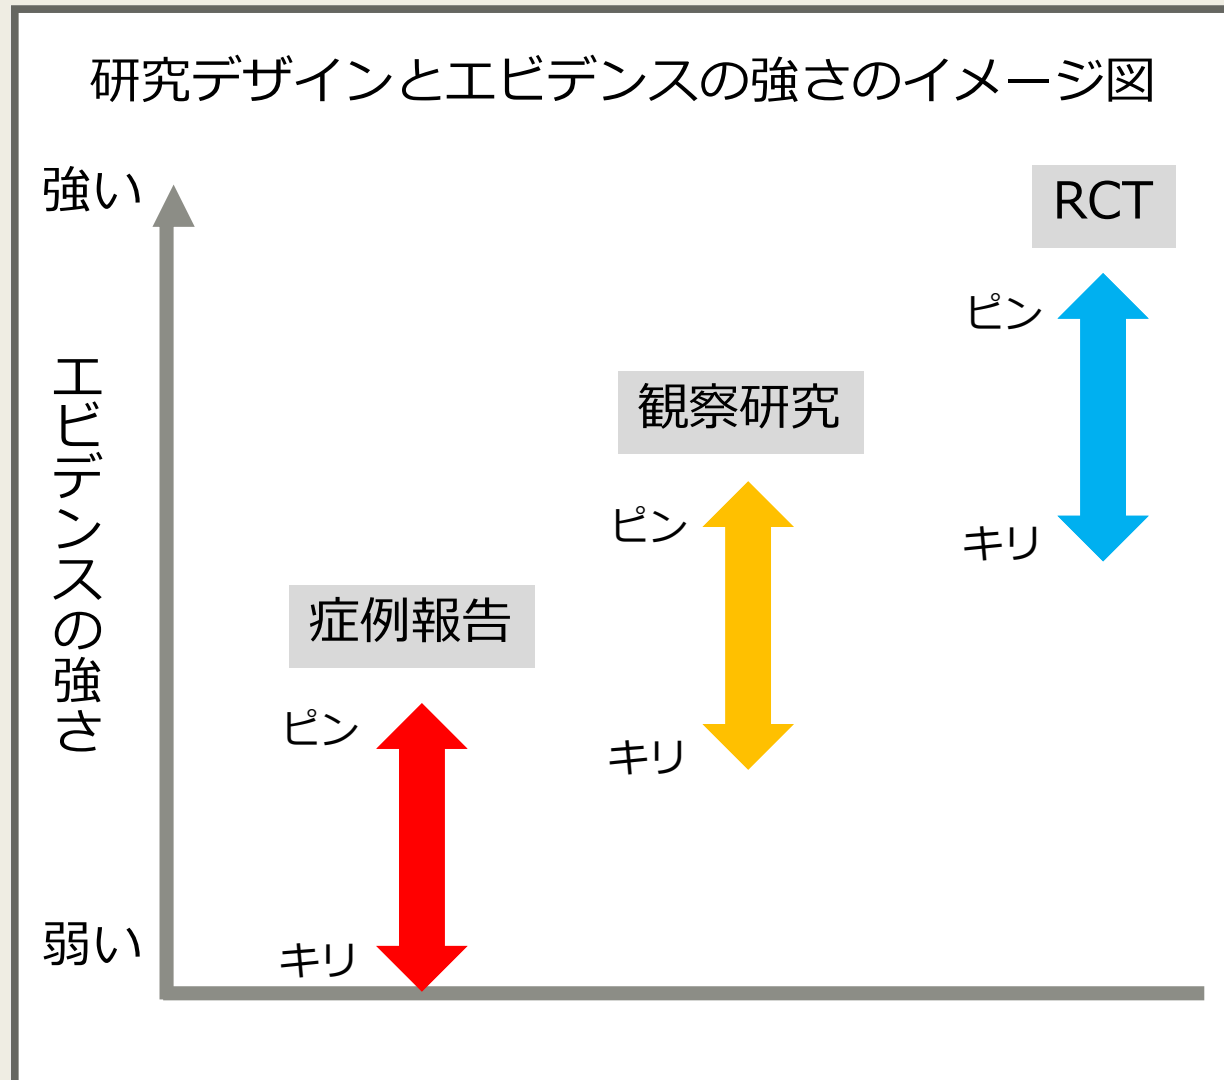 研究デザインとエビデンスの強さのイメージ図
強い
RCT
ピン
エビデンスの強さ
観察研究
ピン
キリ
症例報告
ピン
キリ
弱い
キリ